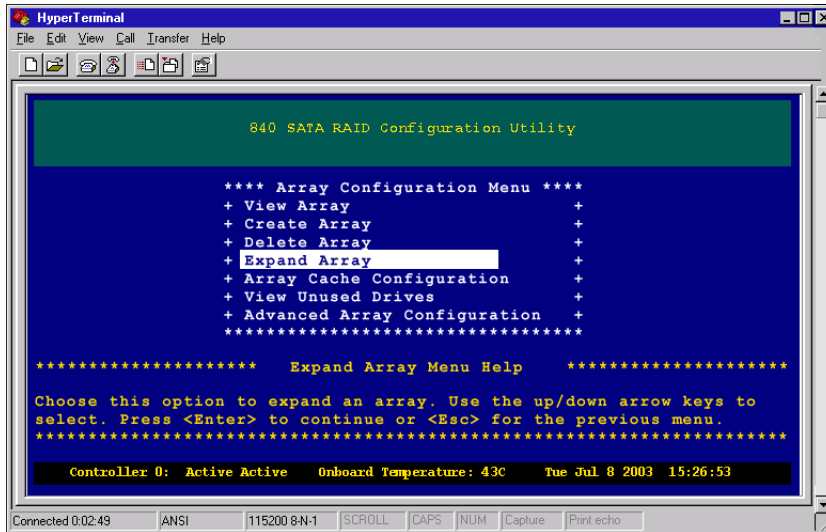 HyperTerminal
File Edit View Call Transfer Help
840 SATA RAID Configuration Utility
**** Array Configuration Menu ****
+ View Array +
+ Create Array +
+ Delete Array +
+ Expand Array +
+ Array Cache Configuration +
+ View Unused Drives +
+ Advanced Array Configuration +
**********************************
********************* Expand Array Menu Help *********************
Choose this option to expand an array. Use the up/down arrow keys to
select. Press <Enter> to continue or <Esc> for the previous menu.
***********************************************************************
Controller 0: Active Active Onboard Temperature: 43C Tue Jul 8 2003 15:26:53
Connected 0:02:49 ANSI 115200 8-N-1 SCROLL CAPS NUM Capture Print echo